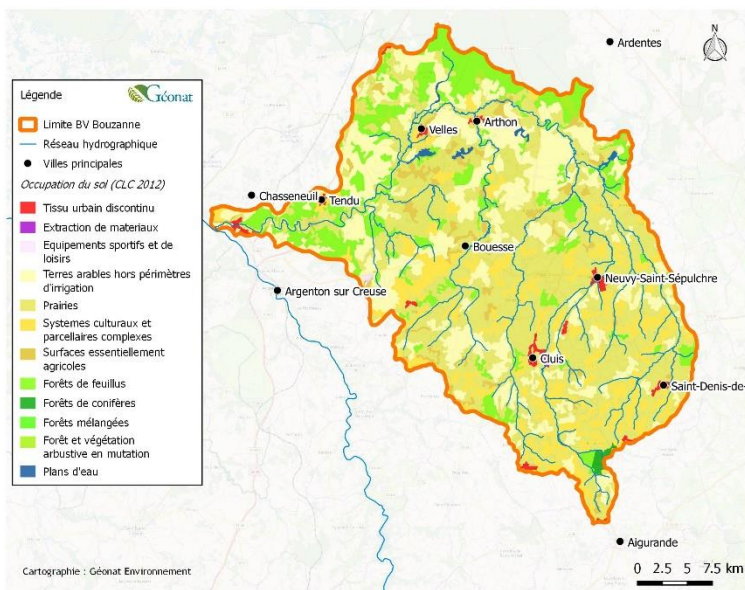 Légende
Géonat
Limite BV Bouzanne
Réseau hydrographique
Villes principales
Occupation du sol (CLC 2012)
Tissu urbain discontinu
Extraction de materiaux
Equipements sportifs et de
loisirs
Terres arables hors périmètres
d'irrigation
Prairies
Systemes culturaux et
parcellaires complexes
Surfaces essentiellement
agricoles
Forêts de feuillus
Forêts de conifères
Forêts mélangées
Forêt et végétation
arbustive en mutation
Plans d'eau
N
Ardentes
Velles
Arthon
Chasseneuil
Tendu
Bouesse
Neuvy-Saint-Sépulchre
Argenton sur Creuse
Cluis
Saint-Denis-de-
Aigurande
Cartographie : Géonat Environnement
0 2.5 5 7.5 km